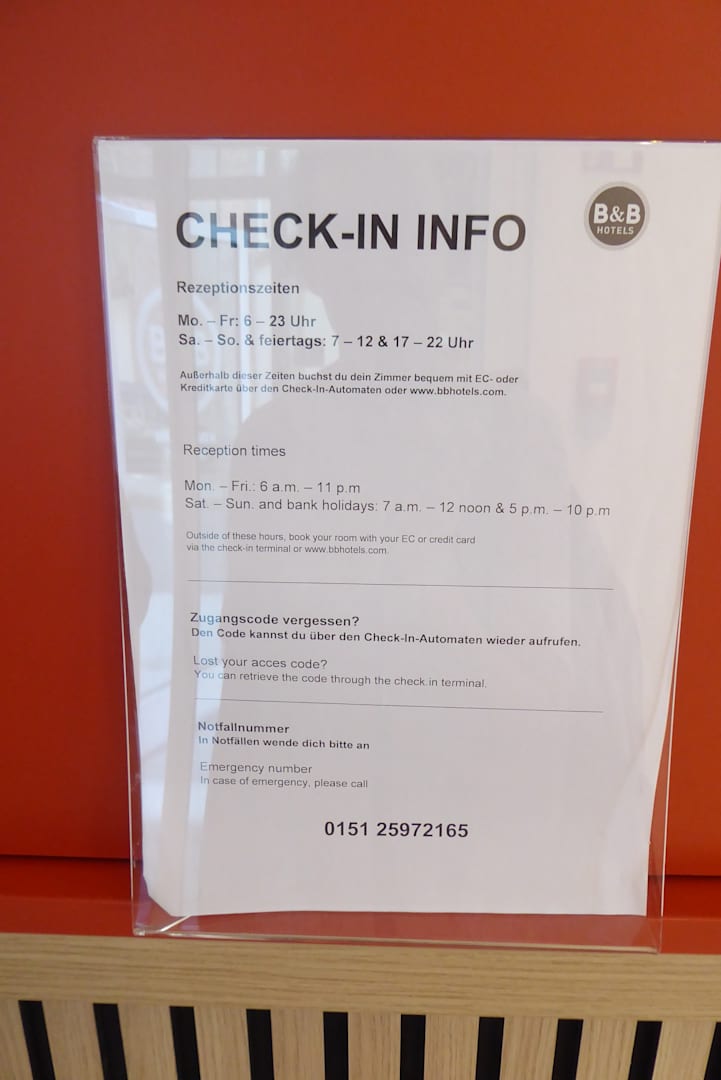 B&B
HOTELS
CHECK-IN INFO
Rezeptionszeiten
Mo. – Fr: 6 – 23 Uhr
Sa. – So. & feiertags: 7 – 12 & 17 – 22 Uhr
Außerhalb dieser Zeiten buchst du dein Zimmer bequem mit EC- oder
Kreditkarte über den Check-In-Automaten oder www.bbhotels.com.
Reception times
Mon. – Fri.: 6 a.m. – 11 p.m
Sat. – Sun. and bank holidays: 7 a.m. – 12 noon & 5 p.m. – 10 p.m
Outside of these hours, book your room with your EC or credit card
via the check-in terminal or www.bbhotels.com.
Zugangscode vergessen?
Den Code kannst du über den Check-In-Automaten wieder aufrufen.
Lost your acces code?
You can retrieve the code through the check.in terminal.
Notfallnummer
In Notfällen wende dich bitte an
Emergency number
In case of emergency, please call
0151 25972165